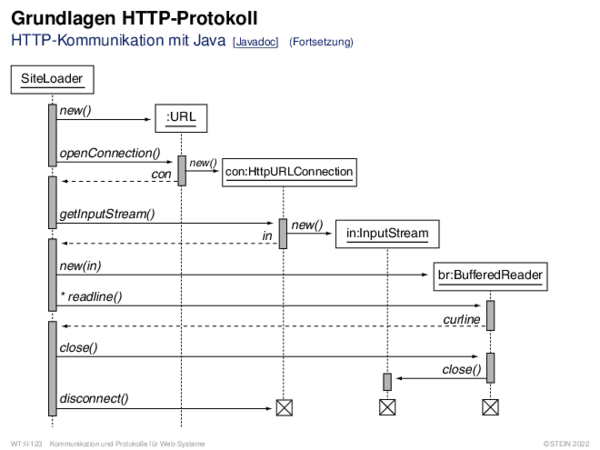 Grundlagen HTTP-Protokoll
HTTP-Kommunikation mit Java [Javadoc] (Fortsetzung)
SiteLoader
new()
:URL
openConnection()
new()
con
con:HttpURLConnection
getInputStream()
new()
in
in:InputStream
new(in)
br:BufferedReader
* readline()
curline
close()
close()
disconnect()
WT:II-123 Kommunikation und Protokolle für Web-Systeme ©STEIN 2022